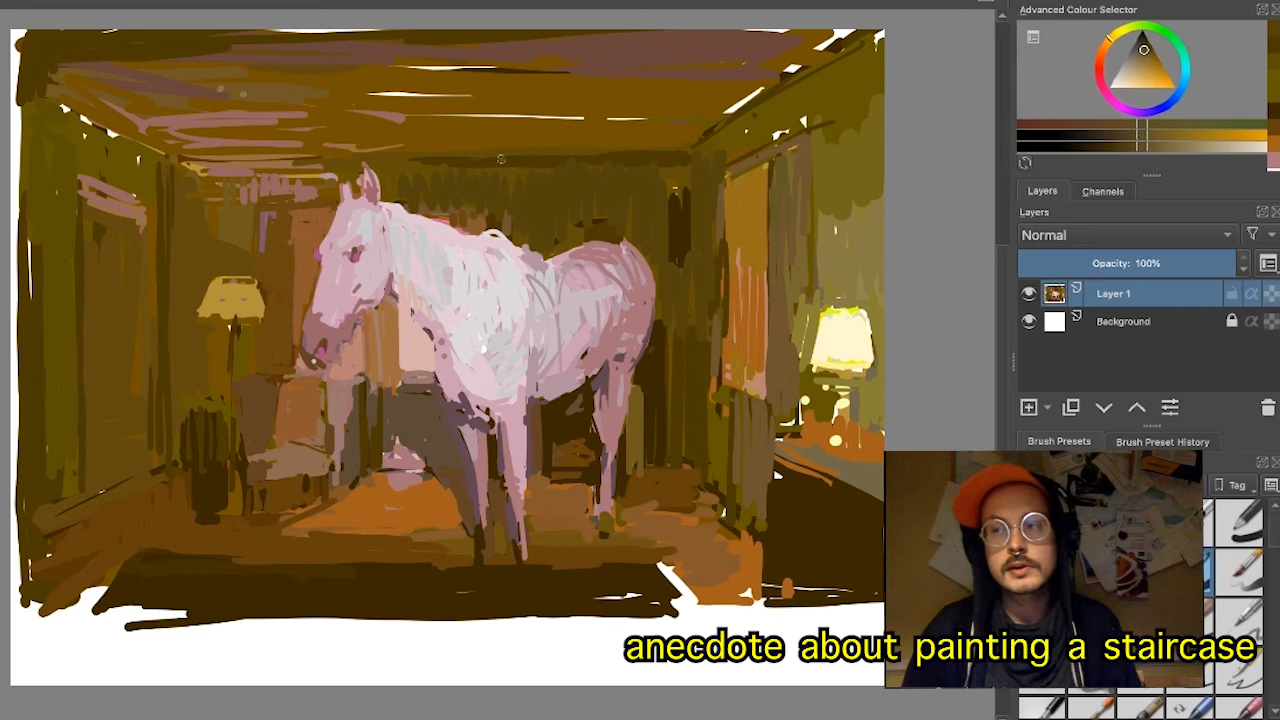 Advanced Colour Selector
Layers
Channels
Layers
Normal
Opacity: 100%
Layer 1
Background
Brush Presets
Brush Preset History
Tag
anecdote about painting a staircase